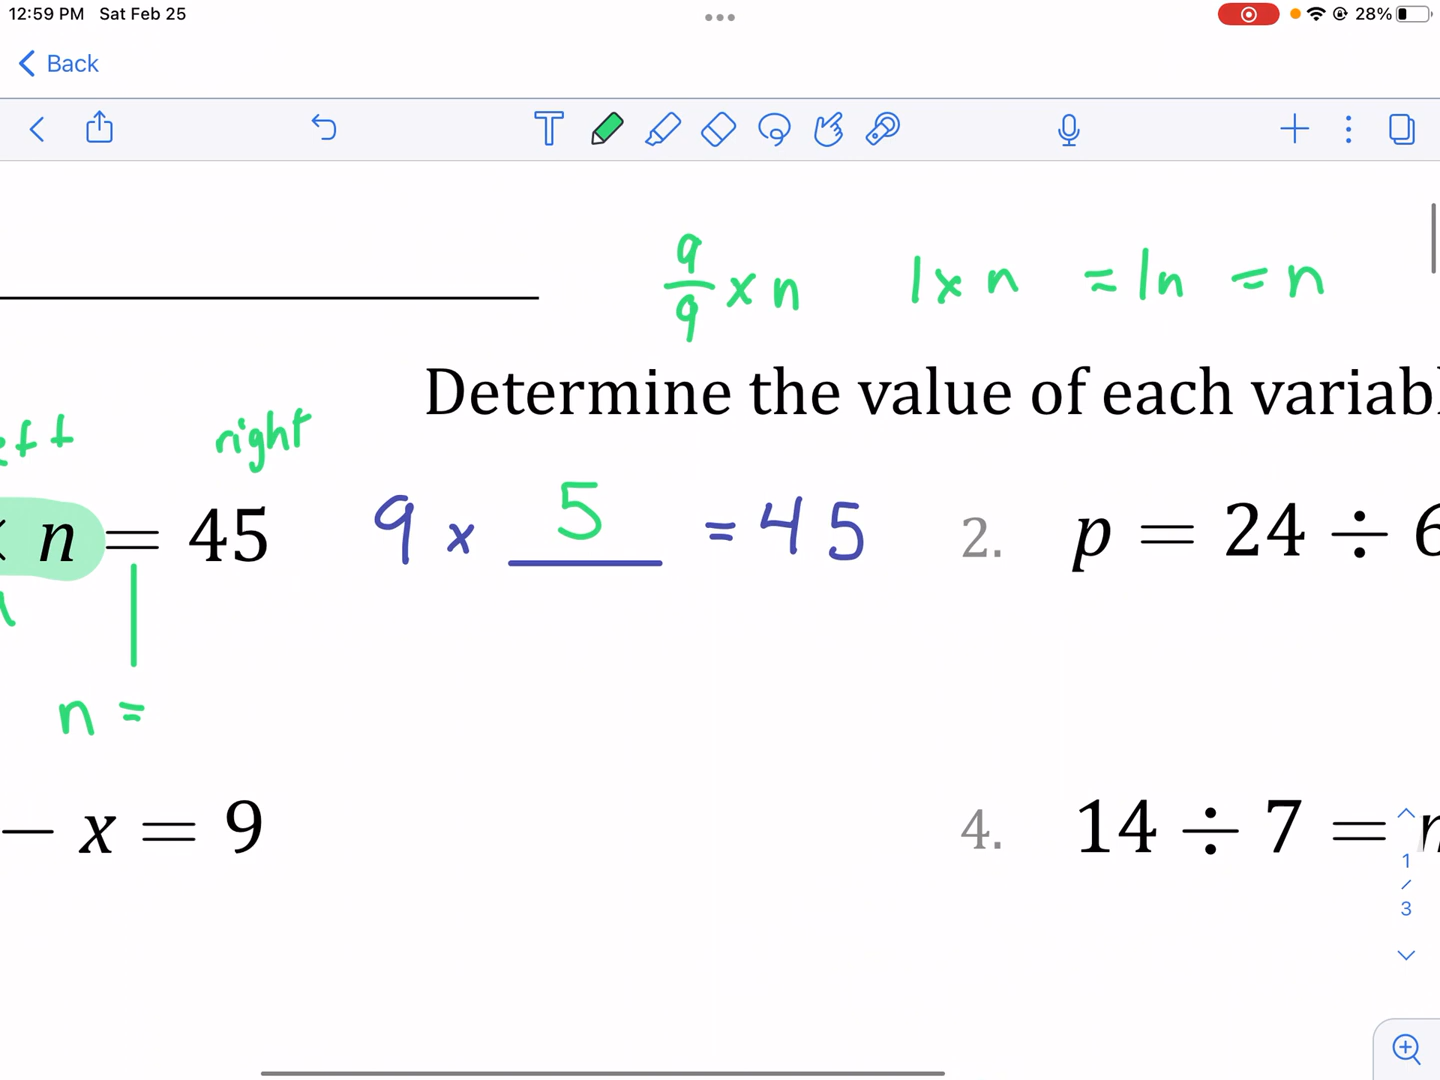 12:59 PM Sat Feb 25
28%
Back
9/9 × n 1 × n = 1n = n
Determine the value of each
right
n = 45 9 × 5 = 45 2. p = 24 ÷ 6
n =
− x = 9 4. 14 ÷ 7 =
1
/
3